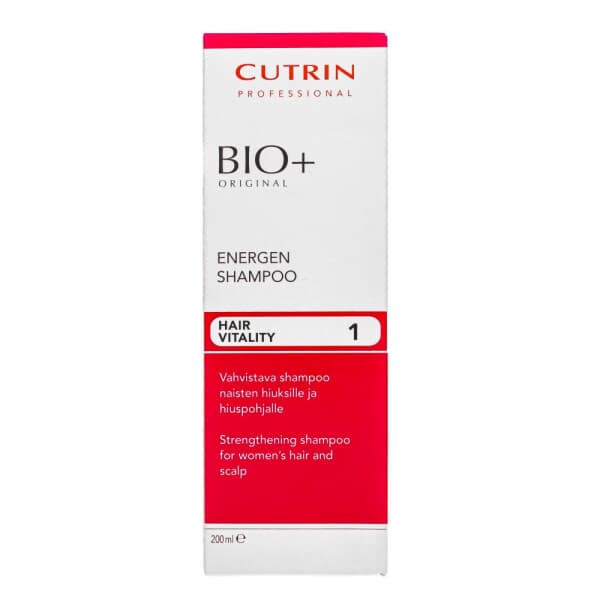 CUTRIN
PROFESSIONAL
BIO+
ORIGINAL
ENERGEN
SHAMPOO
HAIR
VITALITY 1
Vahvistava shampoo
naisten hiuksille ja
hiuspohjalle
Strengthening shampoo
for women's hair and
scalp
200ml ℮